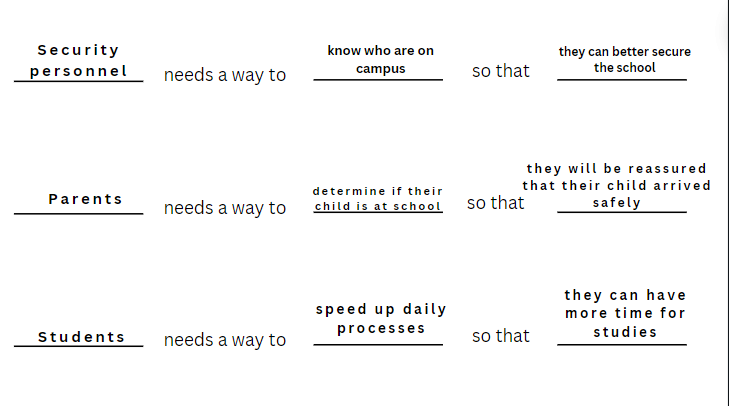 Security personnel needs a way to know who are on campus so that they can better secure the school
Parents needs a way to determine if their child is at school so that they will be reassured that their child arrived safely
Students needs a way to speed up daily processes so that they can have more time for studies